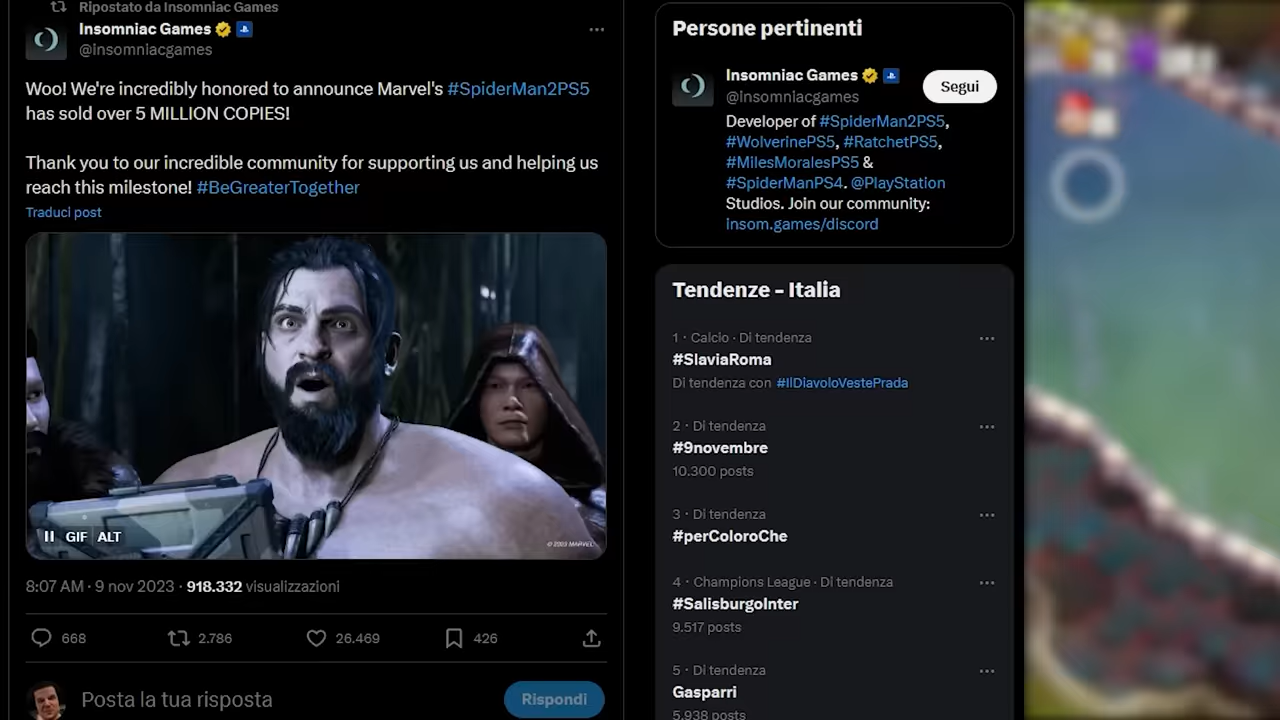 Ripostato da Insomniac Games
Insomniac Games
@insomniacgames
Woo! We're incredibly honored to announce Marvel's #SpiderMan2PS5
has sold over 5 MILLION COPIES!
Thank you to our incredible community for supporting us and helping us
reach this milestone! #BeGreaterTogether
Traduci post
GIF ALT
© 2023 MARVEL
8:07 AM · 9 nov 2023 · 918.332 visualizzazioni
668 2.786 26.469 426
Posta la tua risposta
Rispondi
Persone pertinenti
Insomniac Games
@insomniacgames
Segui
Developer of #SpiderMan2PS5,
#WolverinePS5, #RatchetPS5,
#MilesMoralesPS5 &
#SpiderManPS4. @PlayStation
Studios. Join our community:
insom.games/discord
Tendenze - Italia
1 · Calcio · Di tendenza
#SlaviaRoma
Di tendenza con #IlDiavoloVestePrada
2 · Di tendenza
#9novembre
10.300 posts
3 · Di tendenza
#perColoroChe
4 · Champions League · Di tendenza
#SalisburgoInter
9.517 posts
5 · Di tendenza
Gasparri
5.938 posts